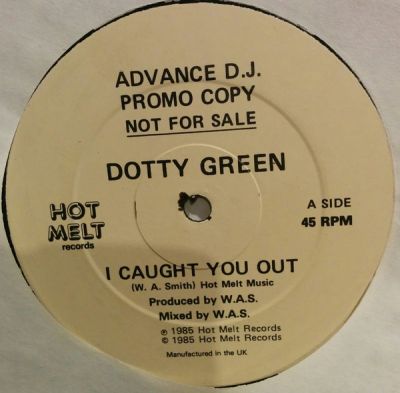 ADVANCE D.J.
PROMO COPY
NOT FOR SALE
DOTTY GREEN
HOT
MELT
records
A SIDE
45 RPM
I CAUGHT YOU OUT
(W. A. Smith) Hot Melt Music
Produced by W.A.S.
Mixed by W.A.S.
℗ 1985 Hot Melt Records
© 1985 Hot Melt Records
Manufactured in the UK